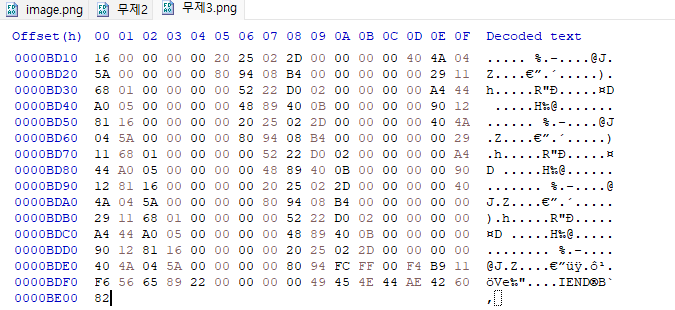 image.png 무제2 무제3.png
Offset(h) 00 01 02 03 04 05 06 07 08 09 0A 0B 0C 0D 0E 0F Decoded text
0000BD10 16 00 00 00 00 20 25 02 2D 00 00 00 00 40 4A 04 ..... %.-....@J.
0000BD20 5A 00 00 00 00 80 94 08 B4 00 00 00 00 29 11 Z....€”.´.....).
0000BD30 68 01 00 00 00 00 52 22 D0 02 00 00 00 00 A4 44 h.....R"Ð.....¤D
0000BD40 A0 05 00 00 00 00 48 89 40 0B 00 00 00 00 90 12  .....H‰@.......
0000BD50 81 16 00 00 00 00 20 25 02 2D 00 00 00 00 40 4A ...... %.-....@J
0000BD60 04 5A 00 00 00 00 80 94 08 B4 00 00 00 00 00 29 .Z....€”.´.....)
0000BD70 11 68 01 00 00 00 00 52 22 D0 02 00 00 00 00 A4 .h.....R"Ð.....¤
0000BD80 44 A0 05 00 00 00 00 48 89 40 0B 00 00 00 00 90 D .....H‰@......
0000BD90 12 81 16 00 00 00 00 20 25 02 2D 00 00 00 00 40 ....... %.-....@
0000BDA0 4A 04 5A 00 00 00 00 80 94 08 B4 00 00 00 00 00 J.Z....€”.´.....
0000BDB0 29 11 68 01 00 00 00 00 52 22 D0 02 00 00 00 00 ).h.....R"Ð.....
0000BDC0 A4 44 A0 05 00 00 00 00 48 89 40 0B 00 00 00 00 ¤D .....H‰@.....
0000BDD0 90 12 81 16 00 00 00 00 20 25 02 2D 00 00 00 00 ........ %.-....
0000BDE0 40 4A 04 5A 00 00 00 00 80 94 FC FF 00 F4 B9 11 @J.Z....€”üÿ.ô¹.
0000BDF0 F6 56 65 89 22 00 00 00 00 49 45 4E 44 AE 42 60 öVe‰"....IEND®B`
0000BE00 82 ‚